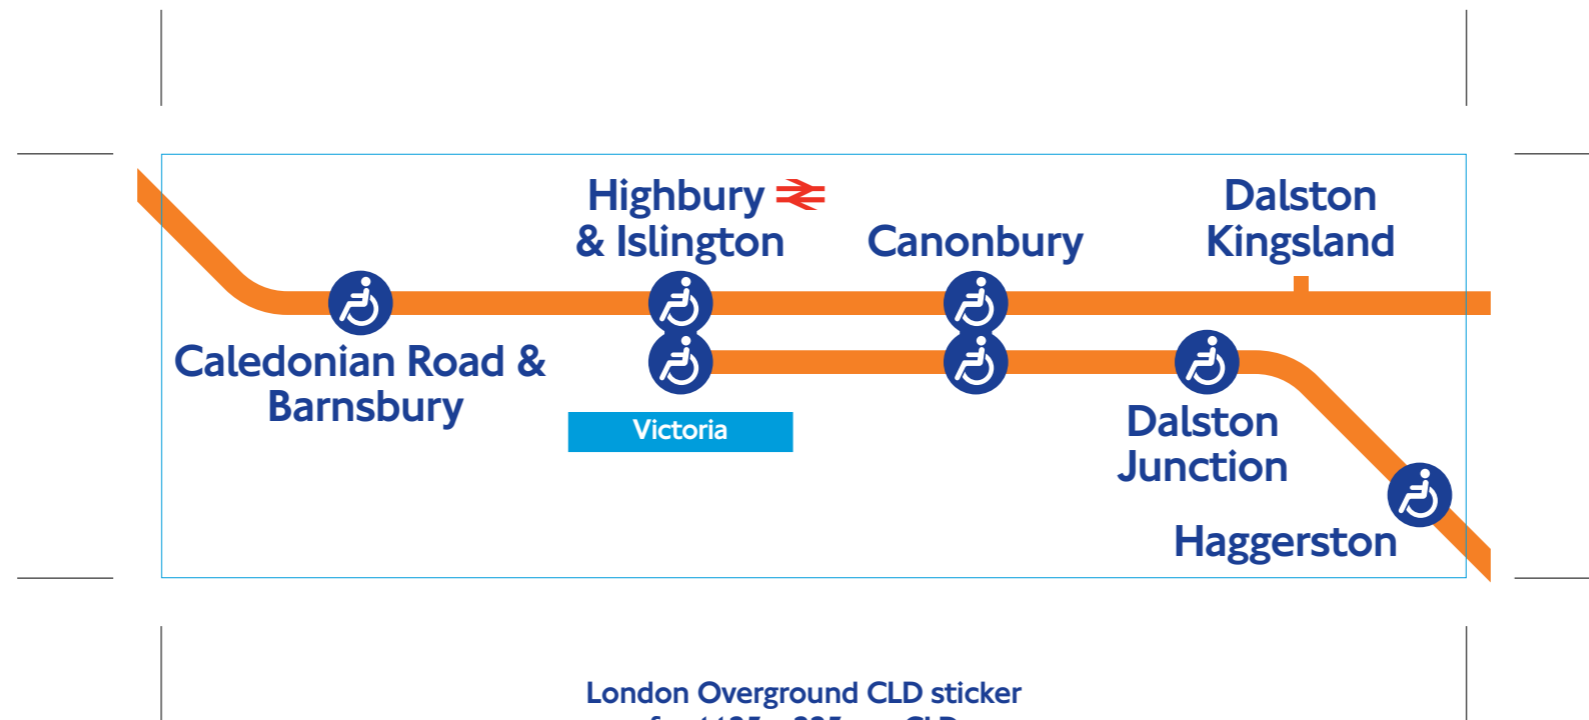 Highbury
& Islington
Canonbury
Dalston
Kingsland
Caledonian Road &
Barnsbury
Victoria
Dalston
Junction
Haggerston
London Overground CLD sticker